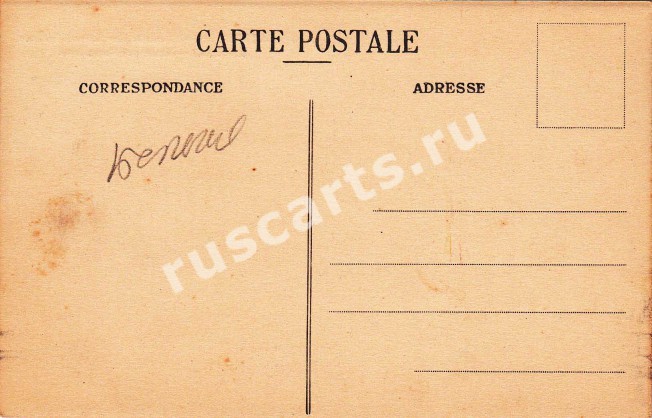 CARTE POSTALE
CORRESPONDANCE
ADRESSE
ruscarts.ru